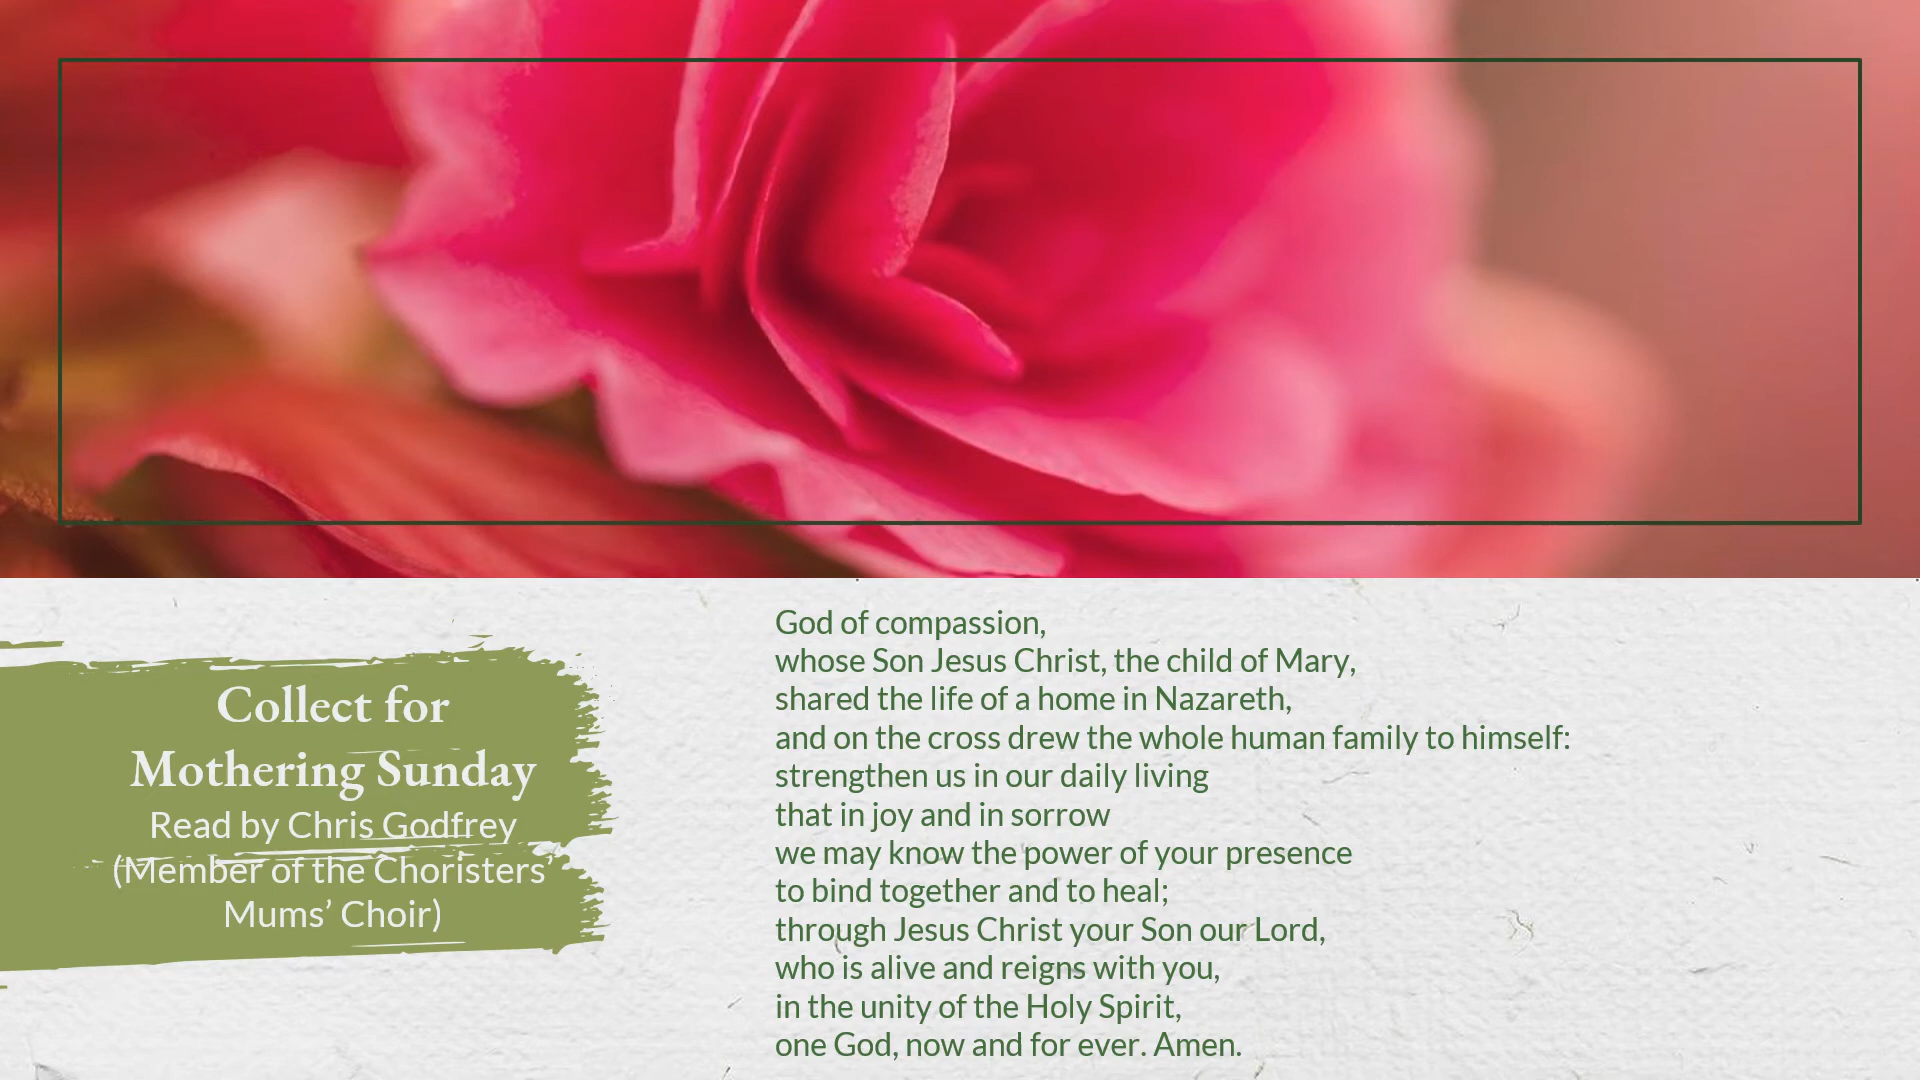 Collect for
Mothering Sunday
Read by Chris Godfrey
(Member of the Choristers’
Mums’ Choir)
God of compassion,
whose Son Jesus Christ, the child of Mary,
shared the life of a home in Nazareth,
and on the cross drew the whole human family to himself:
strengthen us in our daily living
that in joy and in sorrow
we may know the power of your presence
to bind together and to heal;
through Jesus Christ your Son our Lord,
who is alive and reigns with you,
in the unity of the Holy Spirit,
one God, now and for ever. Amen.